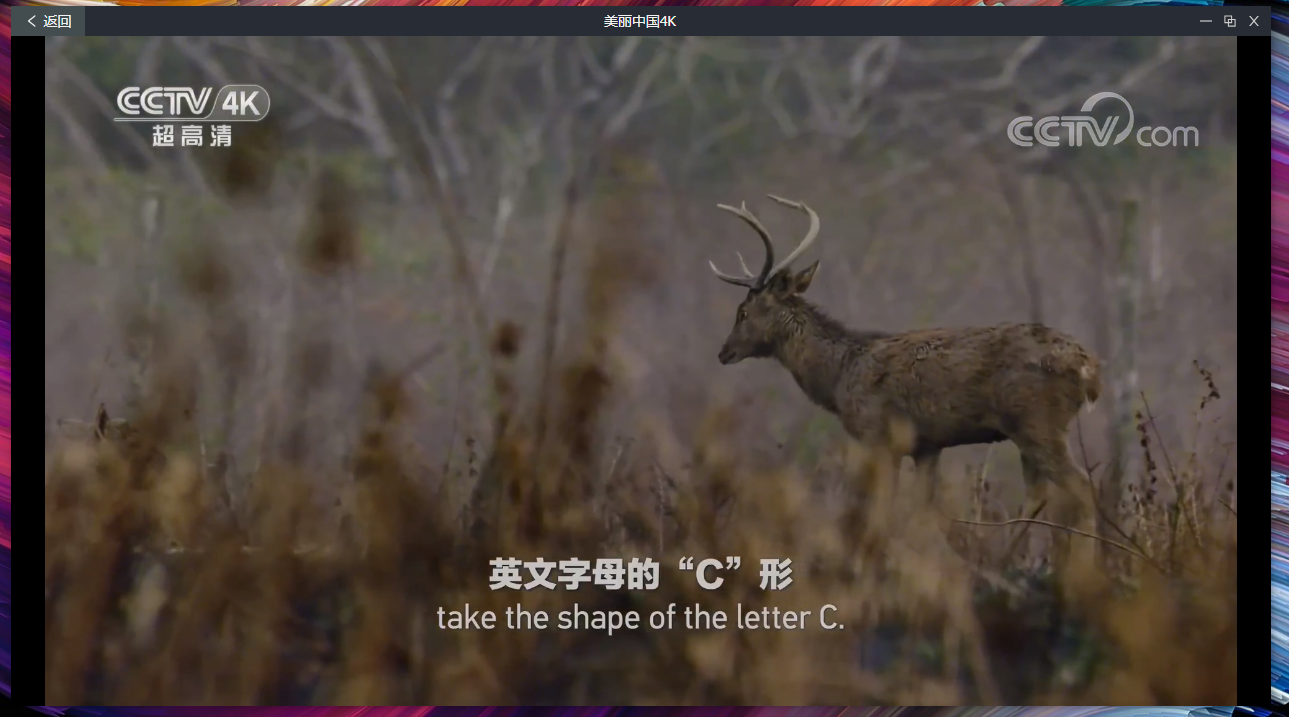 返回
美丽中国4K
CCTV 4K
超高清
CCTV.com
英文字母的“C”形
take the shape of the letter C.